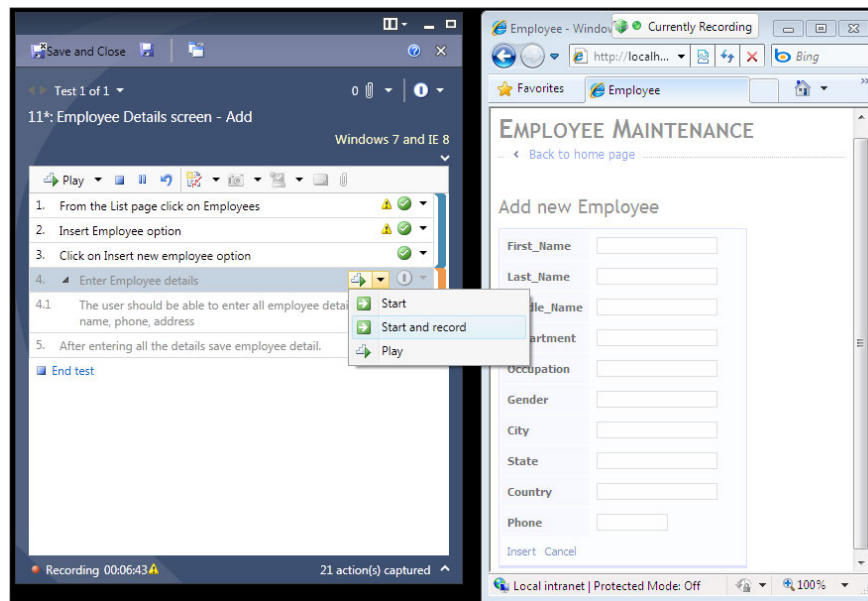 Save and Close
Test 1 of 1
0
11*: Employee Details screen - Add
Windows 7 and IE 8
Play
1. From the List page click on Employees
2. Insert Employee option
3. Click on Insert new employee option
4. Enter Employee details
4.1 The user should be able to enter all employee detai
name, phone, address
5. After entering all the details save employee detail.
End test
Start
Start and record
Play
Recording 00:06:43
21 action(s) captured
Employee - Window
Currently Recording
http://localh...
Bing
Favorites
Employee
EMPLOYEE MAINTENANCE
Back to home page
Add new Employee
First_Name
Last_Name
dle_Name
artment
Occupation
Gender
City
State
Country
Phone
Insert Cancel
Local intranet | Protected Mode: Off
100%